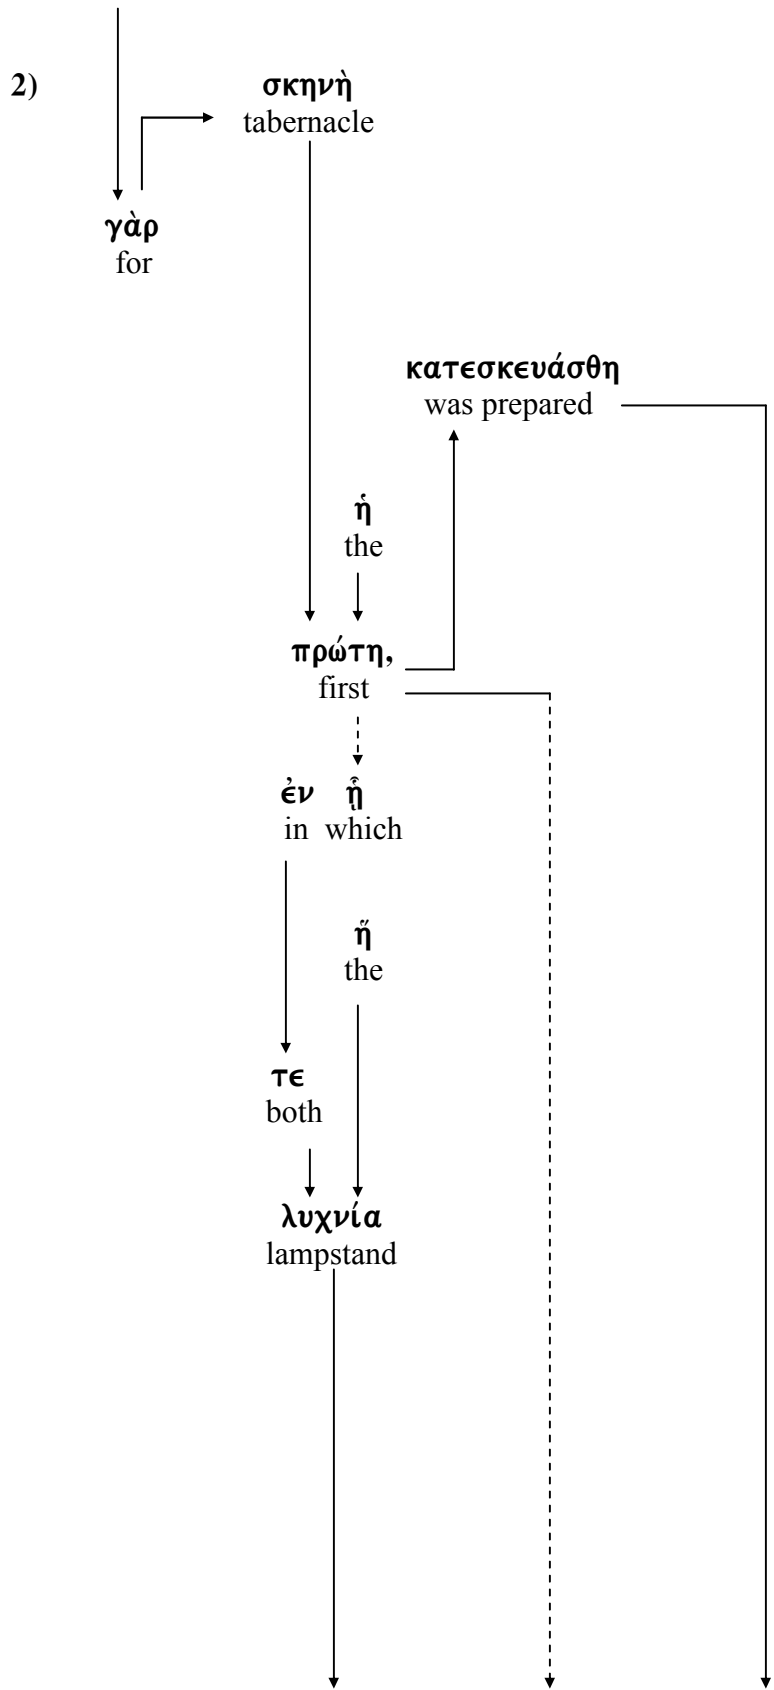 2)
σκηνὴ
tabernacle
γὰρ
for
κατεσκευάσθη
was prepared
ἡ
the
πρώτη,
first
ἐν ᾗ
in which
ἥ
the
τε
both
λυχνία
lampstand